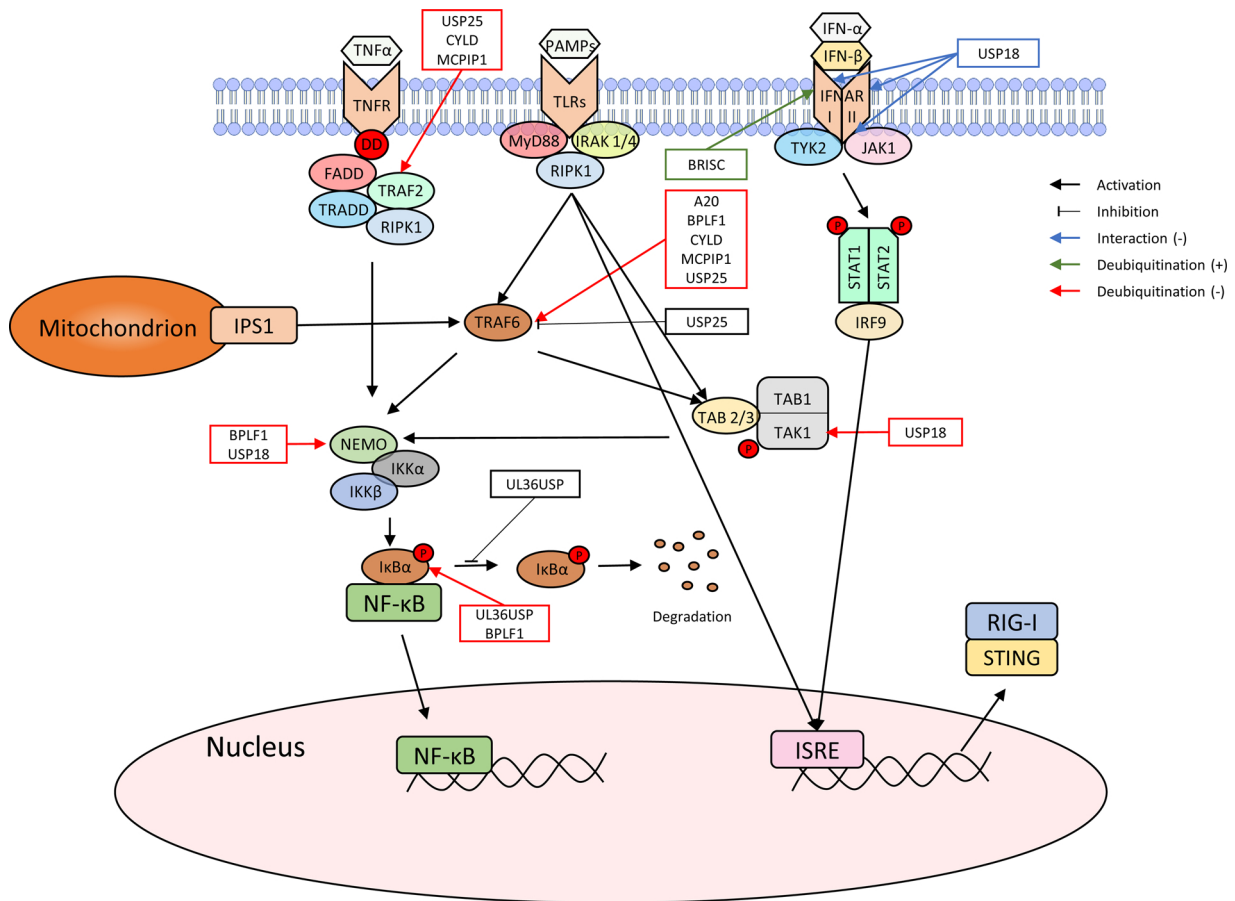 USP25
CYLD
MCPIP1
TNFα
TNFR
DD
FADD
TRAF2
TRADD
RIPK1
PAMPs
TLRs
MyD88
IRAK 1/4
RIPK1
IFN-α
IFN-β
IFNAR
I II
TYK2
JAK1
USP18
BRISC
Activation
Inhibition
Interaction (-)
Deubiquitination (+)
Deubiquitination (-)
A20
BPLF1
CYLD
MCPIP1
USP25
P
P
STAT1
STAT2
IRF9
Mitochondrion
IPS1
TRAF6
USP25
TAB 2/3
TAB1
TAK1
P
USP18
BPLF1
USP18
NEMO
IKKα
IKKβ
UL36USP
IκBα
P
NF-κB
IκBα
P
Degradation
UL36USP
BPLF1
RIG-I
STING
Nucleus
NF-κB
ISRE